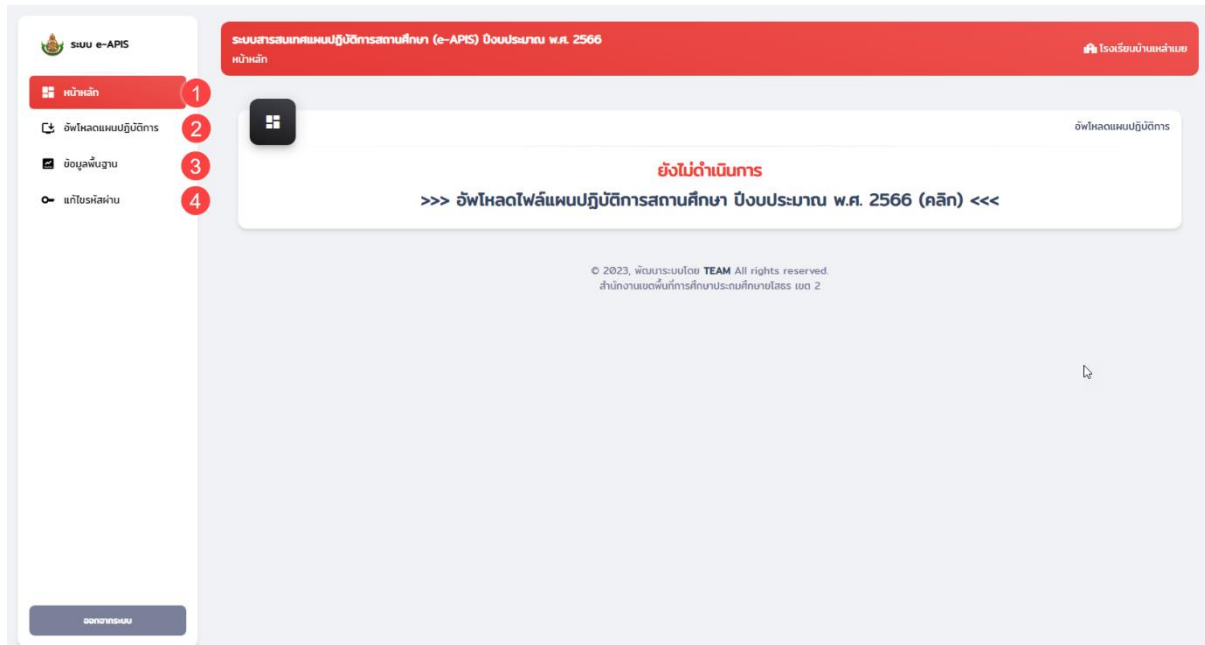 ระบบ e-APIS
ระบบสารสนเทศแผนปฏิบัติการสถานศึกษา (e-APIS) ปีงบประมาณ พ.ศ. 2566
หน้าหลัก
โรงเรียนบ้านเหล่าเมย
หน้าหลัก 1
อัพโหลดแผนปฏิบัติการ 2
ข้อมูลพื้นฐาน 3
แก้ไขรหัสผ่าน 4
อัพโหลดแผนปฏิบัติการ
ยังไม่ดำเนินการ
>>> อัพโหลดไฟล์แผนปฏิบัติการสถานศึกษา ปีงบประมาณ พ.ศ. 2566 (คลิก) <<<
© 2023, พัฒนาระบบโดย TEAM All rights reserved.
สำนักงานเขตพื้นที่การศึกษาประถมศึกษายโสธร เขต 2
ออกจากระบบ